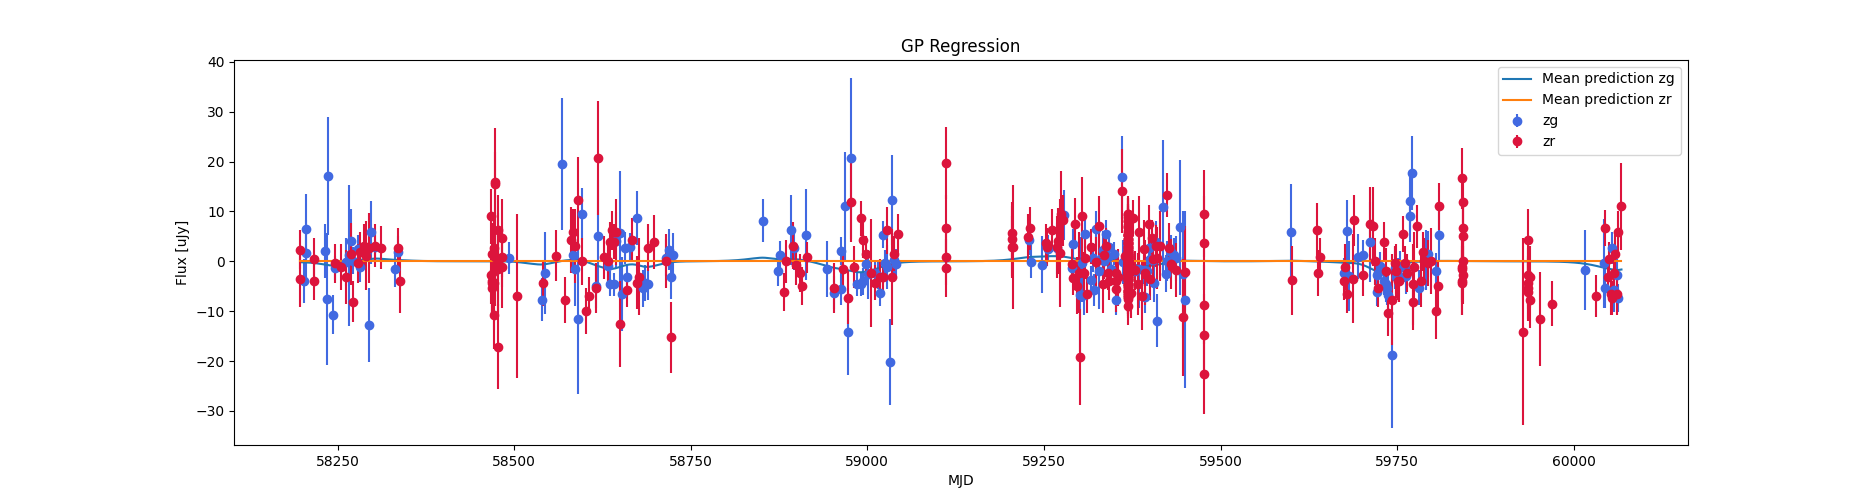 GP Regression
Flux [uJy]
40
30
20
10
0
−10
−20
−30
58250
58500
58750
59000
59250
59500
59750
60000
MJD
Mean prediction zg
Mean prediction zr
zg
zr